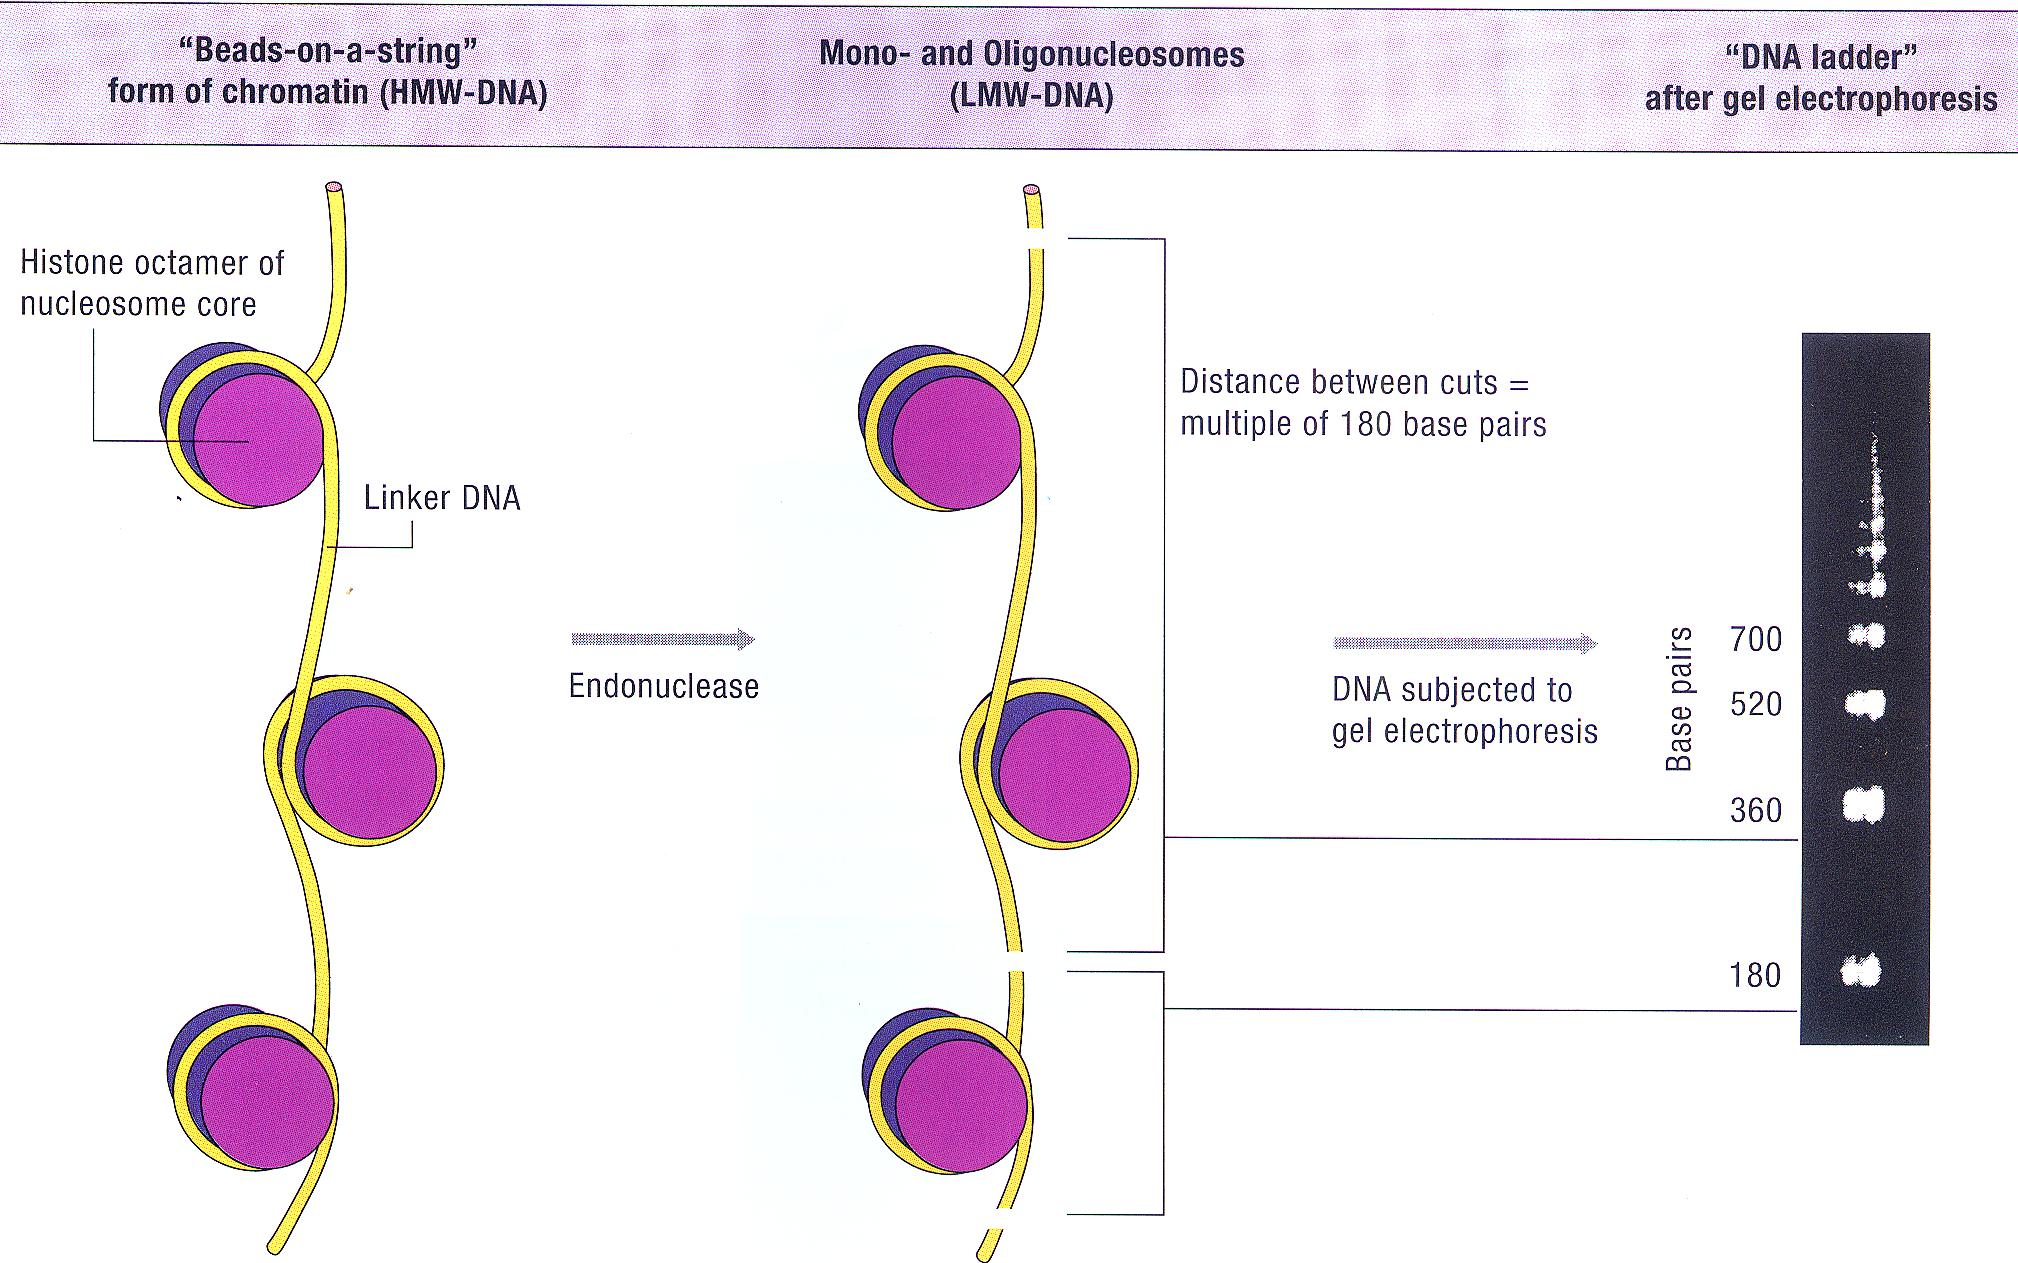 “Beads-on-a-string”
form of chromatin (HMW-DNA)
Mono- and Oligonucleosomes
(LMW-DNA)
“DNA ladder”
after gel electrophoresis
Histone octamer of
nucleosome core
Linker DNA
Endonuclease
Distance between cuts =
multiple of 180 base pairs
DNA subjected to
gel electrophoresis
Base pairs
700
520
360
180